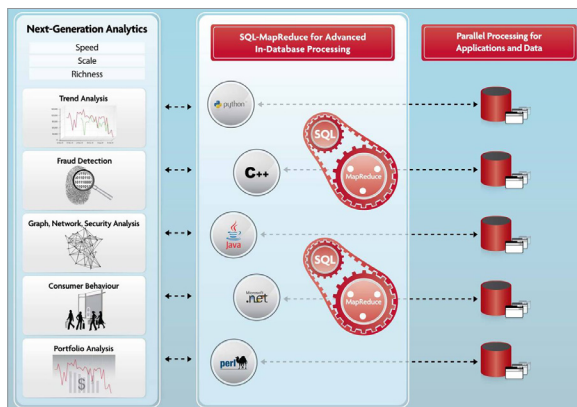 Next-Generation Analytics
Speed
Scale
Richness
Trend Analysis
Fraud Detection
Graph, Network, Security Analysis
Consumer Behaviour
Portfolio Analysis
$
SQL-MapReduce for Advanced
In-Database Processing
python
SQL
C++
MapReduce
Java
SQL
Microsoft
.net
MapReduce
perl
Parallel Processing for
Applications and Data